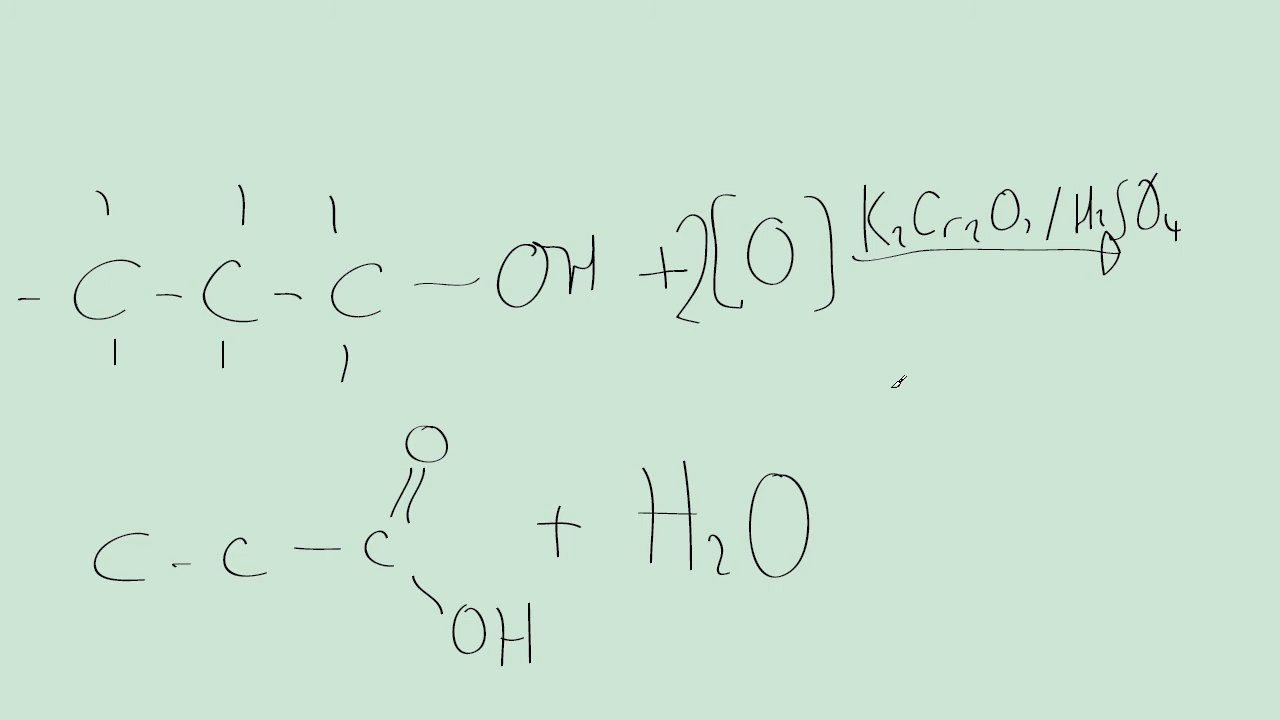 - C - C - C - OH + 2[O] K2Cr2O7/H2SO4
C - C - C = O OH + H2O